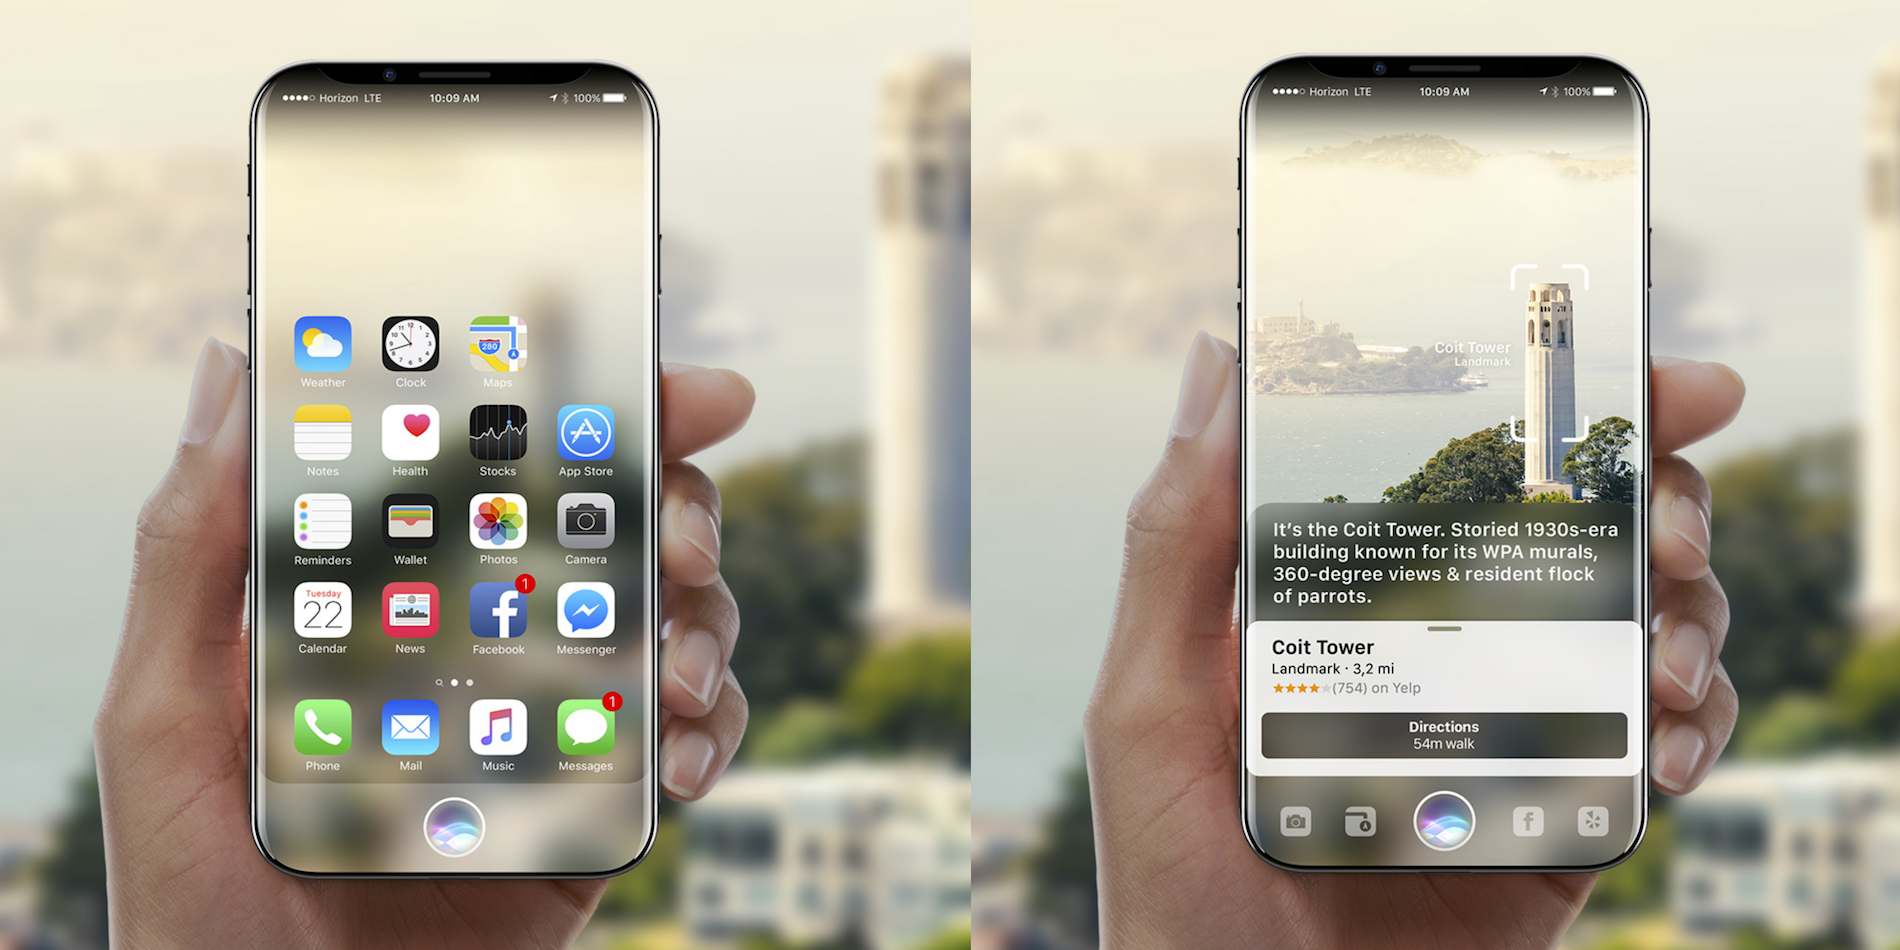 Horizon LTE 10:09 AM 100%
280
Weather Clock Maps
Notes Health Stocks App Store
Reminders Wallet Photos Camera
1
Tuesday
22
Calendar News Facebook Messenger
1
Phone Mail Music Messages
Horizon LTE 10:09 AM 100%
Coit Tower
Landmark
It's the Coit Tower. Storied 1930s-era
building known for its WPA murals,
360-degree views & resident flock
of parrots.
Coit Tower
Landmark · 3,2 mi
(754) on Yelp
Directions
54m walk